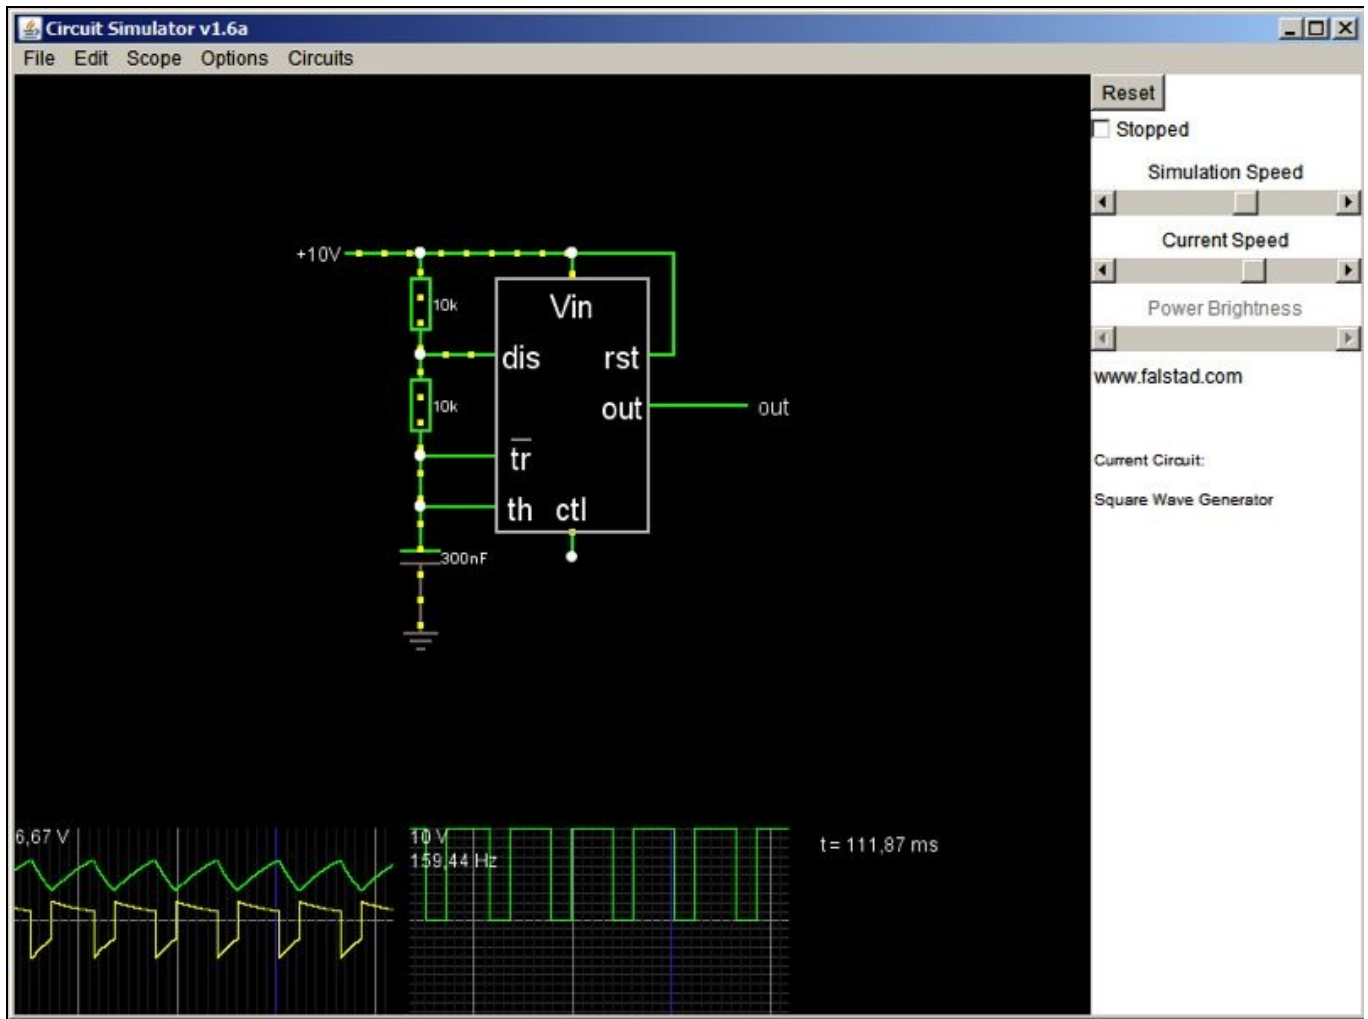 Circuit Simulator v1.6a
File Edit Scope Options Circuits
Reset
Stopped
Simulation Speed
Current Speed
Power Brightness
www.falstad.com
Current Circuit:
Square Wave Generator
+10V
10k
Vin
dis
rst
10k
out
out
tr
th
ctl
300nF
6,67 V
10 V
159,44 Hz
t = 111,87 ms